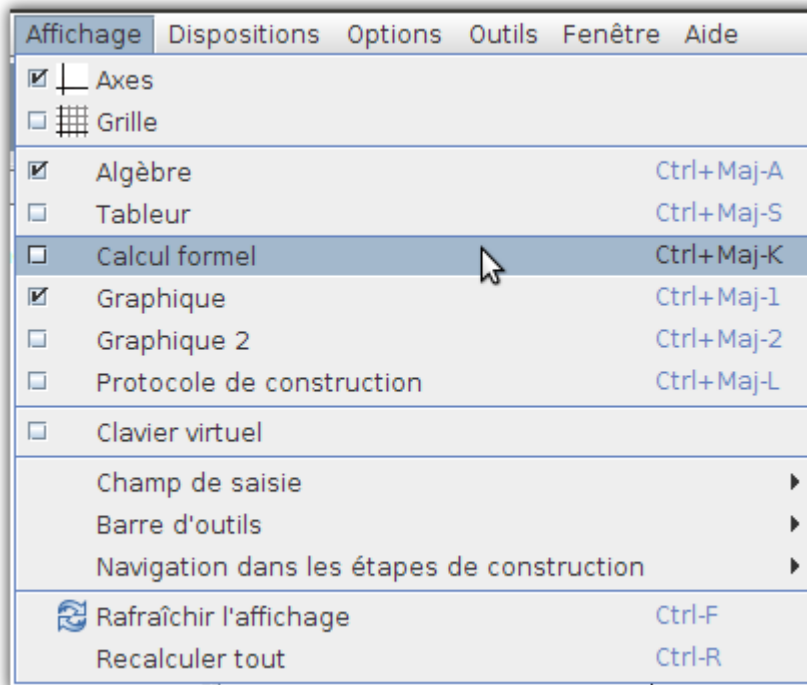 Affichage Dispositions Options Outils Fenêtre Aide
Axes
Grille
Algèbre Ctrl+Maj-A
Tableur Ctrl+Maj-S
Calcul formel Ctrl+Maj-K
Graphique Ctrl+Maj-1
Graphique 2 Ctrl+Maj-2
Protocole de construction Ctrl+Maj-L
Clavier virtuel
Champ de saisie
Barre d'outils
Navigation dans les étapes de construction
Rafraîchir l'affichage Ctrl-F
Recalculer tout Ctrl-R